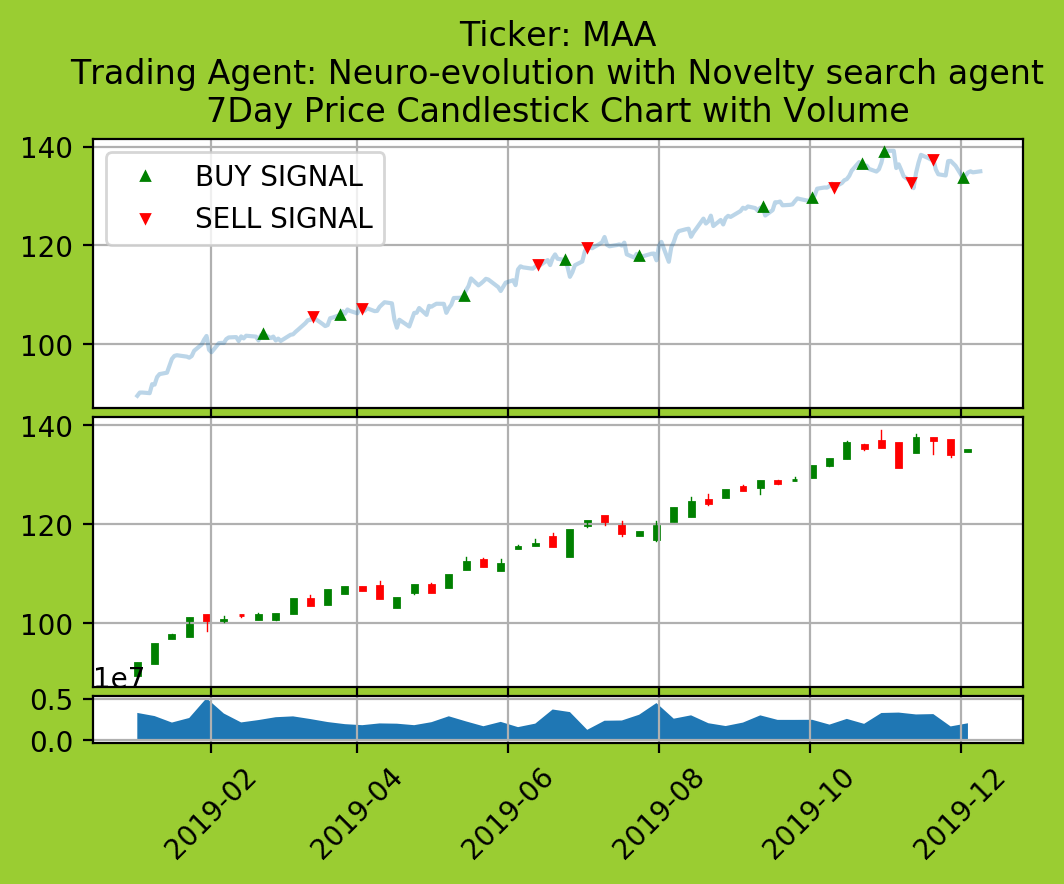 Ticker: MAA
Trading Agent: Neuro-evolution with Novelty search agent
7Day Price Candlestick Chart with Volume
140
120
100
BUY SIGNAL
SELL SIGNAL
140
120
100
1e7
0.5
0.0
2019-02
2019-04
2019-06
2019-08
2019-10
2019-12